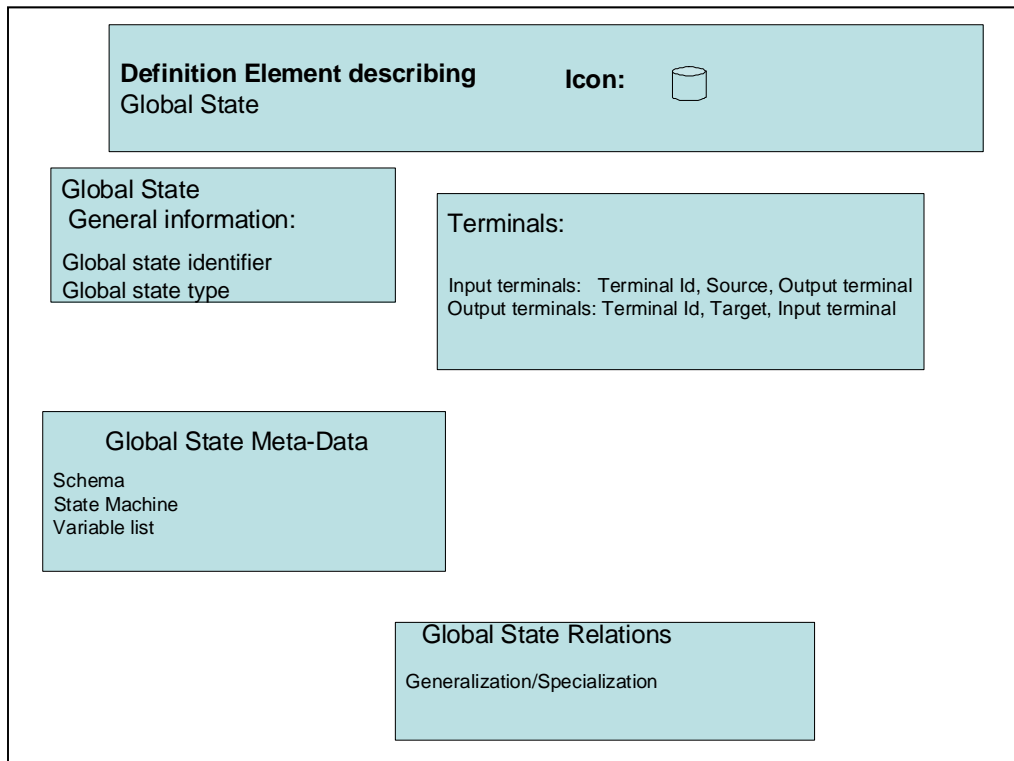 Definition Element describing Icon:
Global State
Global State
General information:
Global state identifier
Global state type
Terminals:
Input terminals: Terminal Id, Source, Output terminal
Output terminals: Terminal Id, Target, Input terminal
Global State Meta-Data
Schema
State Machine
Variable list
Global State Relations
Generalization/Specialization